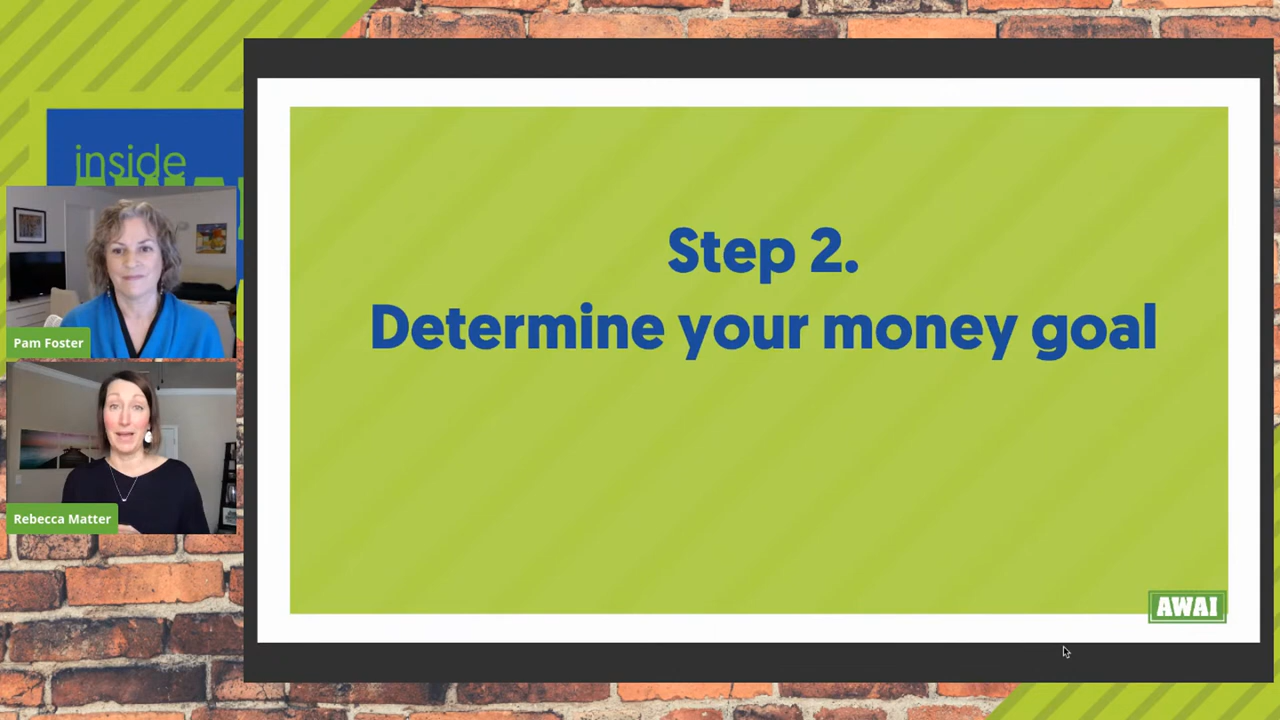 inside
Pam Foster
Rebecca Matter
Step 2.
Determine your money goal
AWAI